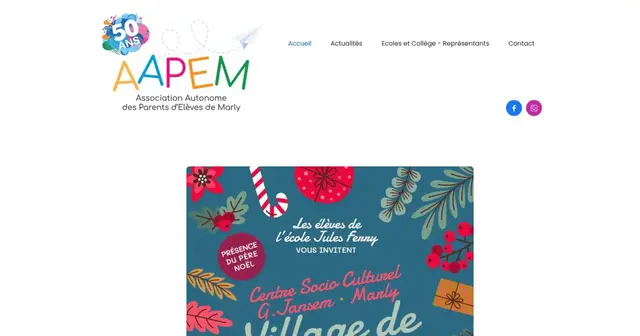 50
ANS
AAPEM
Association Autonome
des Parents d'Elèves de Marly
Accueil
Actualités
Ecoles et Collège - Représentants
Contact
Les élèves de
l'école Jules Ferry
VOUS INVITENT
PRÉSENCE
DU PÈRE
NOËL
Centre Socio Culturel
G. Jansem • Marly
Village de